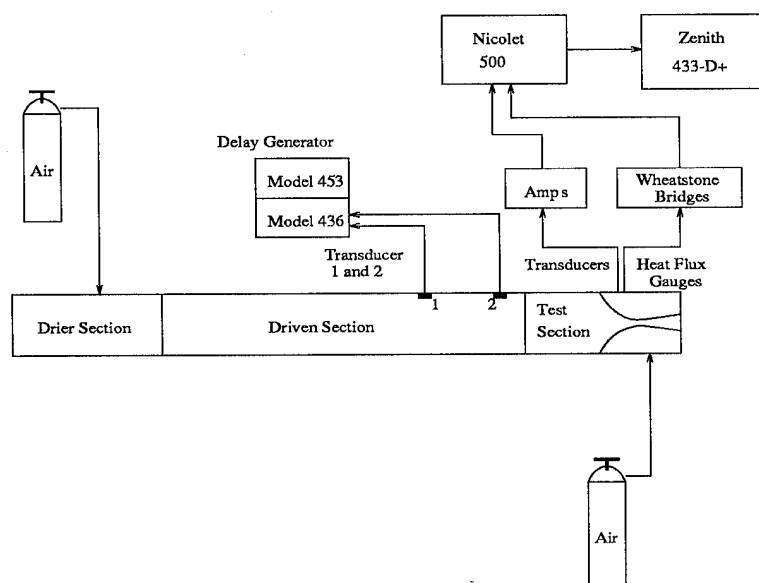 Nicolet
500
Zenith
433-D+
Air
Delay Generator
Model 453
Model 436
Amps
Wheatstone
Bridges
Transducer
1 and 2
Transducers
Heat Flux
Gauges
1
2
Drier Section
Driven Section
Test
Section
Air